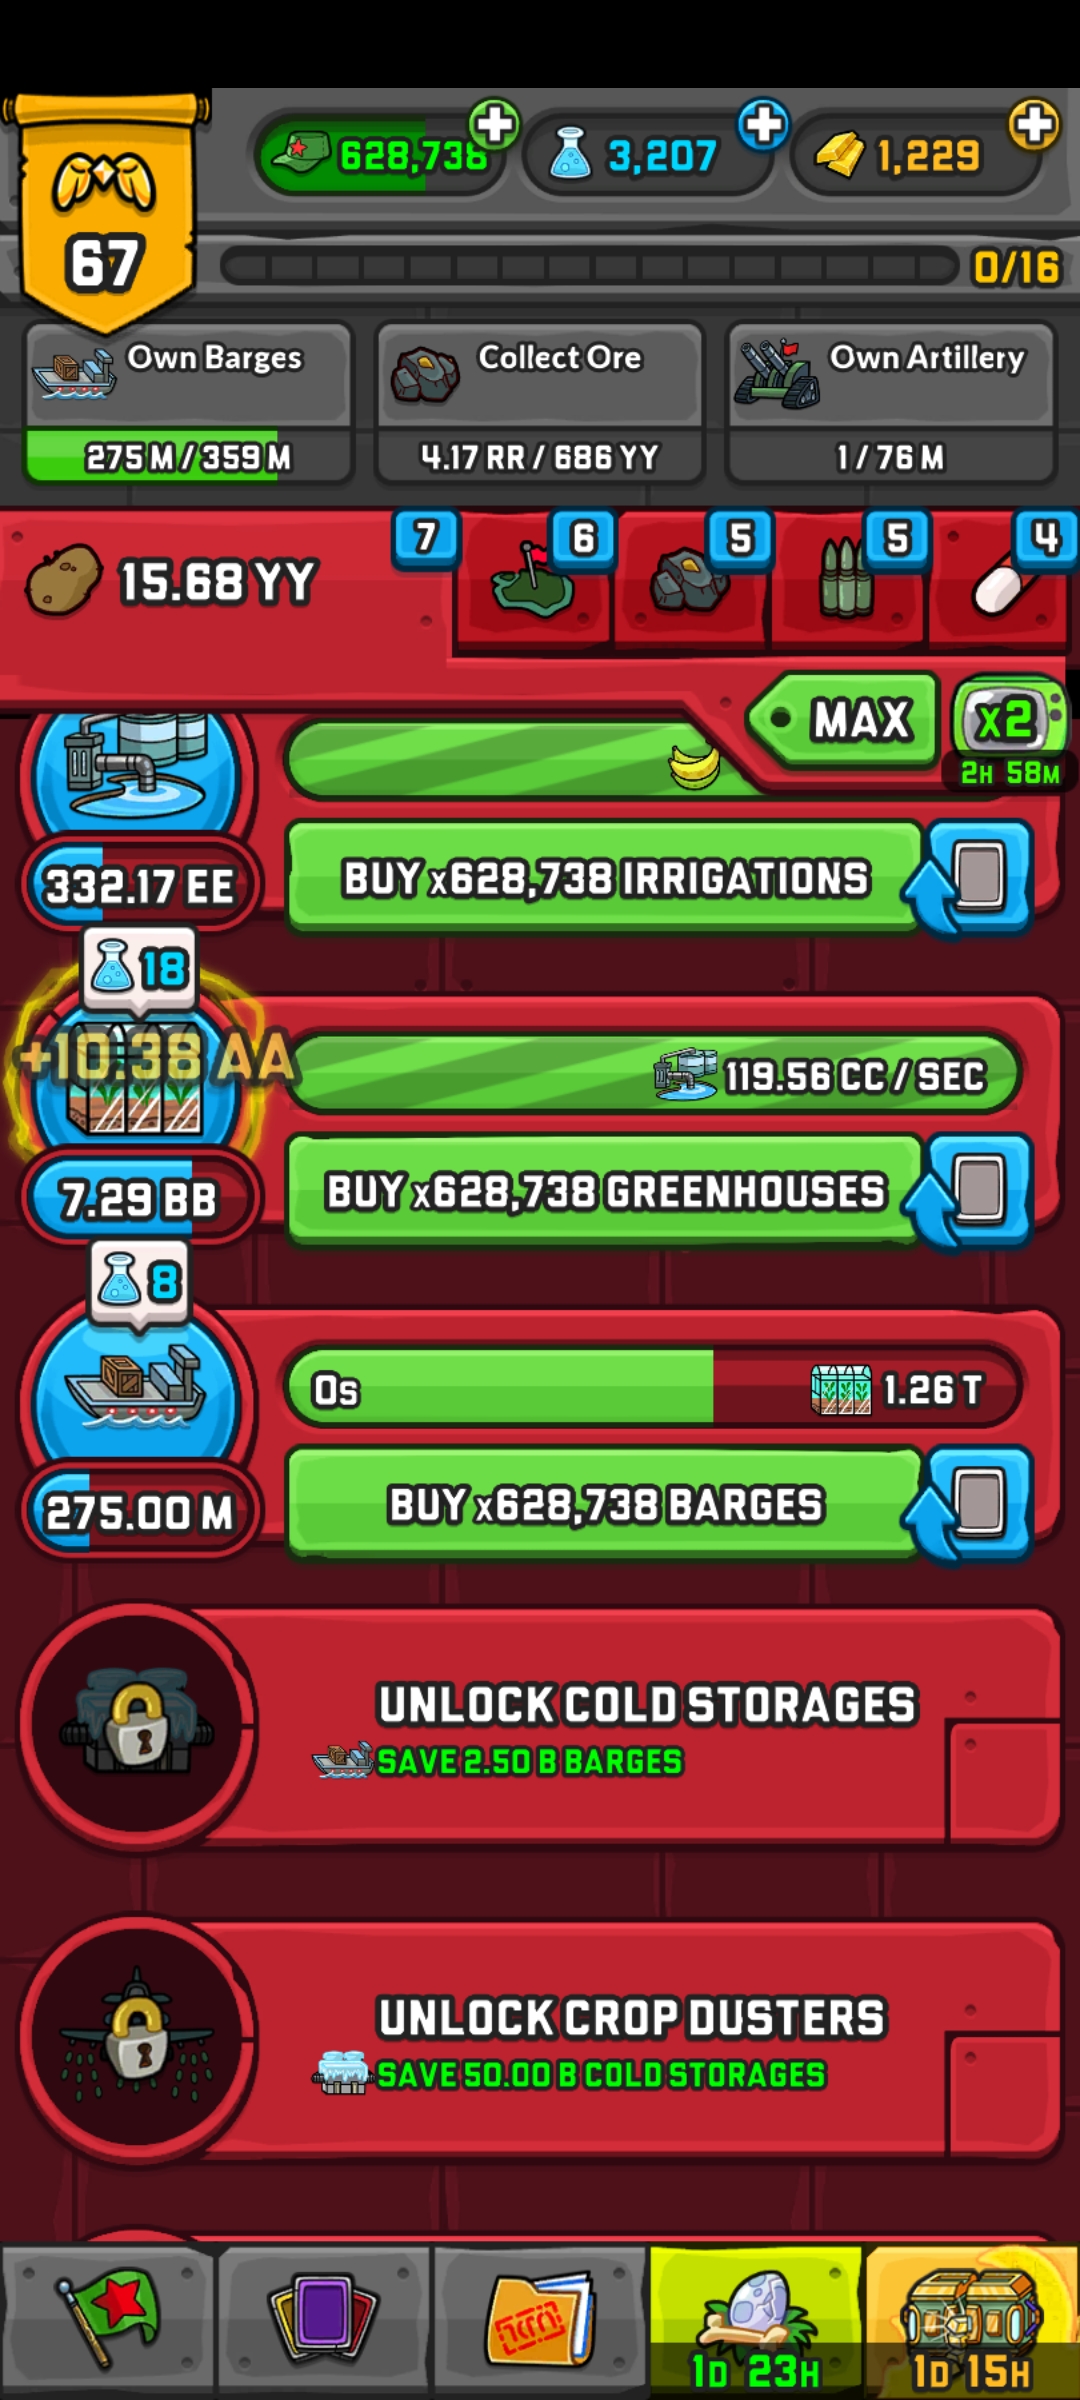 628,738
3,207
1,229
67
0/16
Own Barges
275 M / 359 M
Collect Ore
4.17 RR / 686 YY
Own Artillery
1 / 76 M
15.68 YY
7
6
5
5
4
MAX
x2
2H 58M
332.17 EE
BUY x628,738 IRRIGATIONS
18
+10.38 AA
119.56 CC / SEC
7.29 BB
BUY x628,738 GREENHOUSES
8
0s
1.26 T
275.00 M
BUY x628,738 BARGES
UNLOCK COLD STORAGES
SAVE 2.50 B BARGES
UNLOCK CROP DUSTERS
SAVE 50.00 B COLD STORAGES
1D 23H
1D 15H